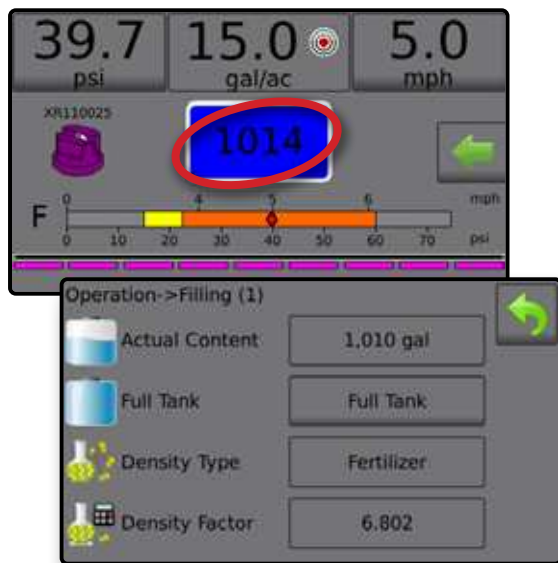 39.7 15.0 5.0
psi gal/ac mph
XR110025
1014
0 4 5 6 mph
F
0 10 20 30 40 50 60 70 psi
Operation->Filling (1)
Actual Content 1,010 gal
Full Tank Full Tank
Density Type Fertilizer
Density Factor 6.802